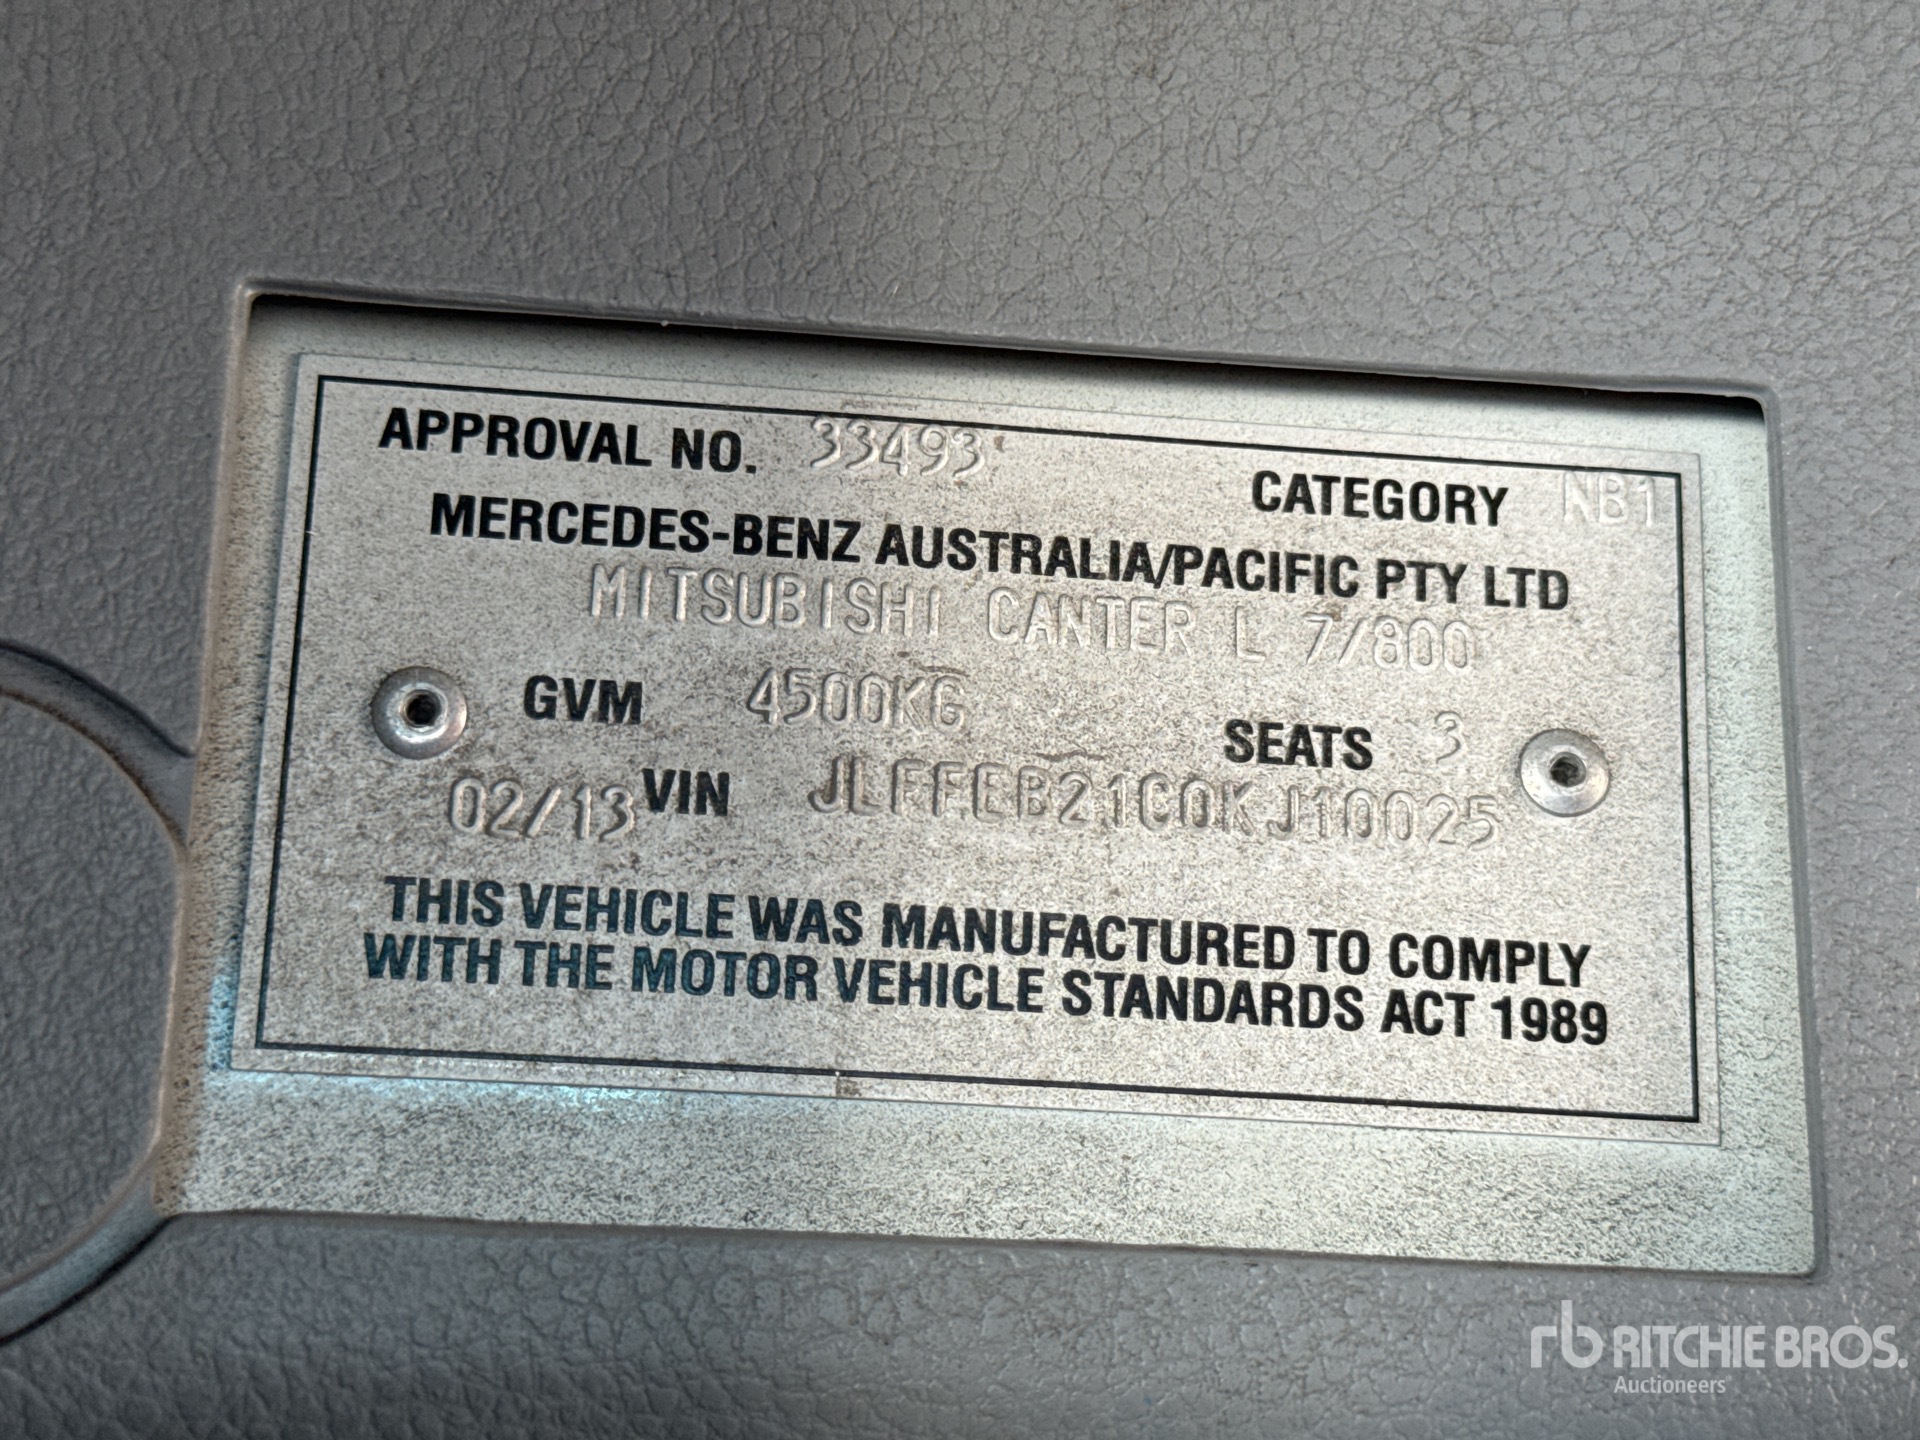 APPROVAL NO. 33493
CATEGORY NB1
MERCEDES-BENZ AUSTRALIA/PACIFIC PTY LTD
MITSUBISHI CANTER L 7/800
GVM 4500KG SEATS 3
02/13 VIN JLFFEB21C0KJ10025
THIS VEHICLE WAS MANUFACTURED TO COMPLY
WITH THE MOTOR VEHICLE STANDARDS ACT 1989
rb RITCHIE BROS.
Auctioneers